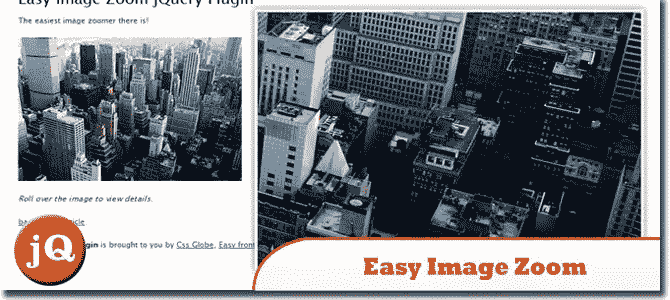 Easy Image Zoom jQuery Plugin
The easiest image zoomer there is!
Roll over the image to view details.
gin is brought to you by Css Globe, Easy front
jQ
Easy Image Zoom